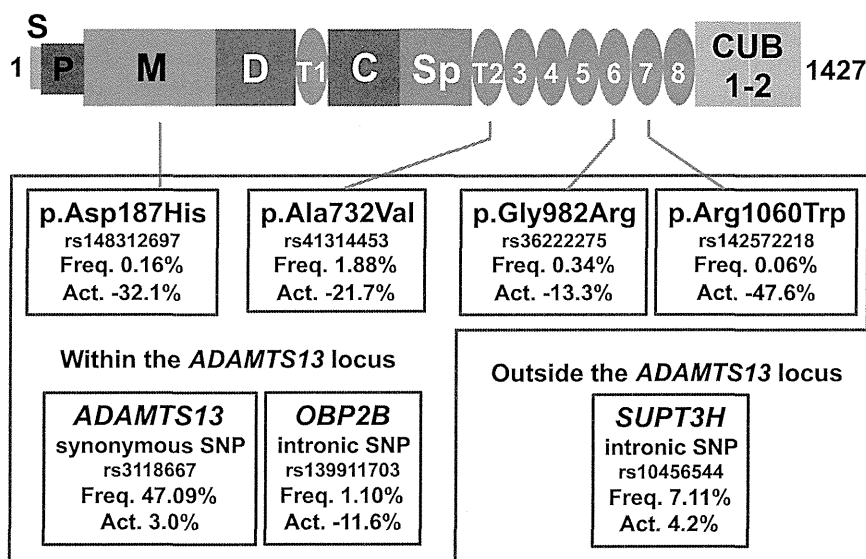 S
1 P M D T1 C Sp T2 3 4 5 6 7 8 CUB 1-2 1427
p.Asp187His
rs148312697
Freq. 0.16%
Act. -32.1%
p.Ala732Val
rs41314453
Freq. 1.88%
Act. -21.7%
p.Gly982Arg
rs36222275
Freq. 0.34%
Act. -13.3%
p.Arg1060Trp
rs142572218
Freq. 0.06%
Act. -47.6%
Within the ADAMTS13 locus
ADAMTS13
synonymous SNP
rs3118667
Freq. 47.09%
Act. 3.0%
OBP2B
intronic SNP
rs139911703
Freq. 1.10%
Act. -11.6%
Outside the ADAMTS13 locus
SUPT3H
intronic SNP
rs10456544
Freq. 7.11%
Act. 4.2%